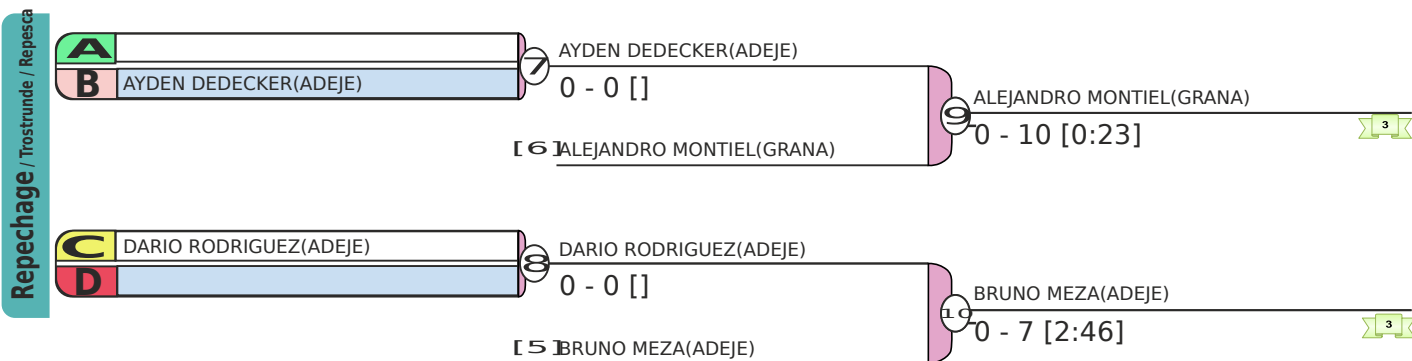 Repechage / Trostrunde / Repesca
A
B AYDEN DEDECKER(ADEJE)
7
AYDEN DEDECKER(ADEJE)
0 - 0 []
[6] ALEJANDRO MONTIEL(GRANA)
9
ALEJANDRO MONTIEL(GRANA)
0 - 10 [0:23]
3
C DARIO RODRIGUEZ(ADEJE)
D
8
DARIO RODRIGUEZ(ADEJE)
0 - 0 []
[5] BRUNO MEZA(ADEJE)
10
BRUNO MEZA(ADEJE)
0 - 7 [2:46]
3